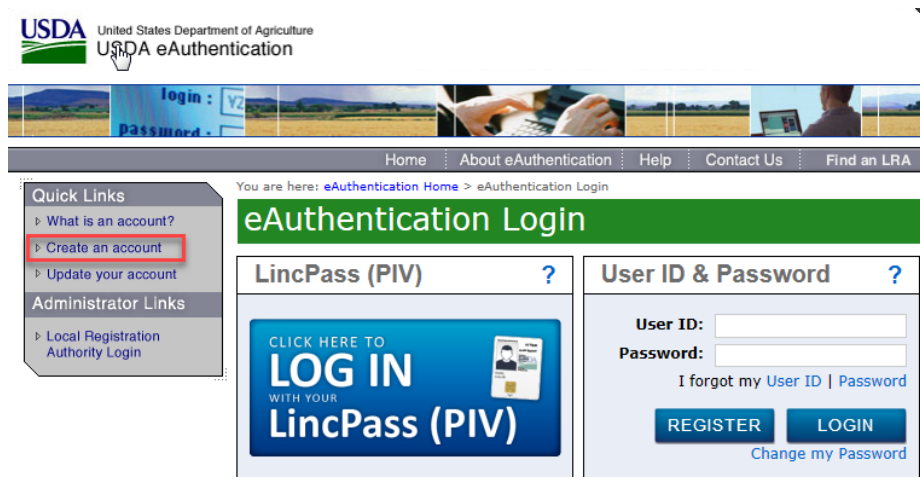 USDA United States Department of Agriculture
USDA eAuthentication
login :
password :
Home About eAuthentication Help Contact Us Find an LRA
Quick Links
What is an account?
Create an account
Update your account
Administrator Links
Local Registration
Authority Login
You are here: eAuthentication Home > eAuthentication Login
eAuthentication Login
LincPass (PIV) ?
CLICK HERE TO
LOG IN
WITH YOUR
LincPass (PIV)
User ID & Password ?
User ID:
Password:
I forgot my User ID | Password
REGISTER LOGIN
Change my Password